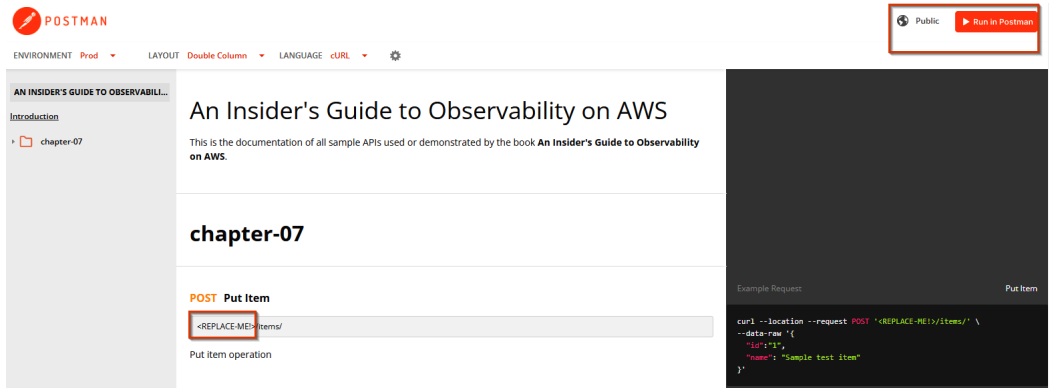 POSTMAN
Public
Run in Postman
ENVIRONMENT Prod LAYOUT Double Column LANGUAGE cURL
AN INSIDER'S GUIDE TO OBSERVABILI...
Introduction
chapter-07
An Insider's Guide to Observability on AWS
This is the documentation of all sample APIs used or demonstrated by the book An Insider's Guide to Observability
on AWS.
chapter-07
POST Put Item
<REPLACE-ME!>/items/
Put item operation
Example Request
Put Item
curl --location --request POST '<REPLACE-ME!>/items/' \
--data-raw '{
"id":"1",
"name": "Sample test item"
}'